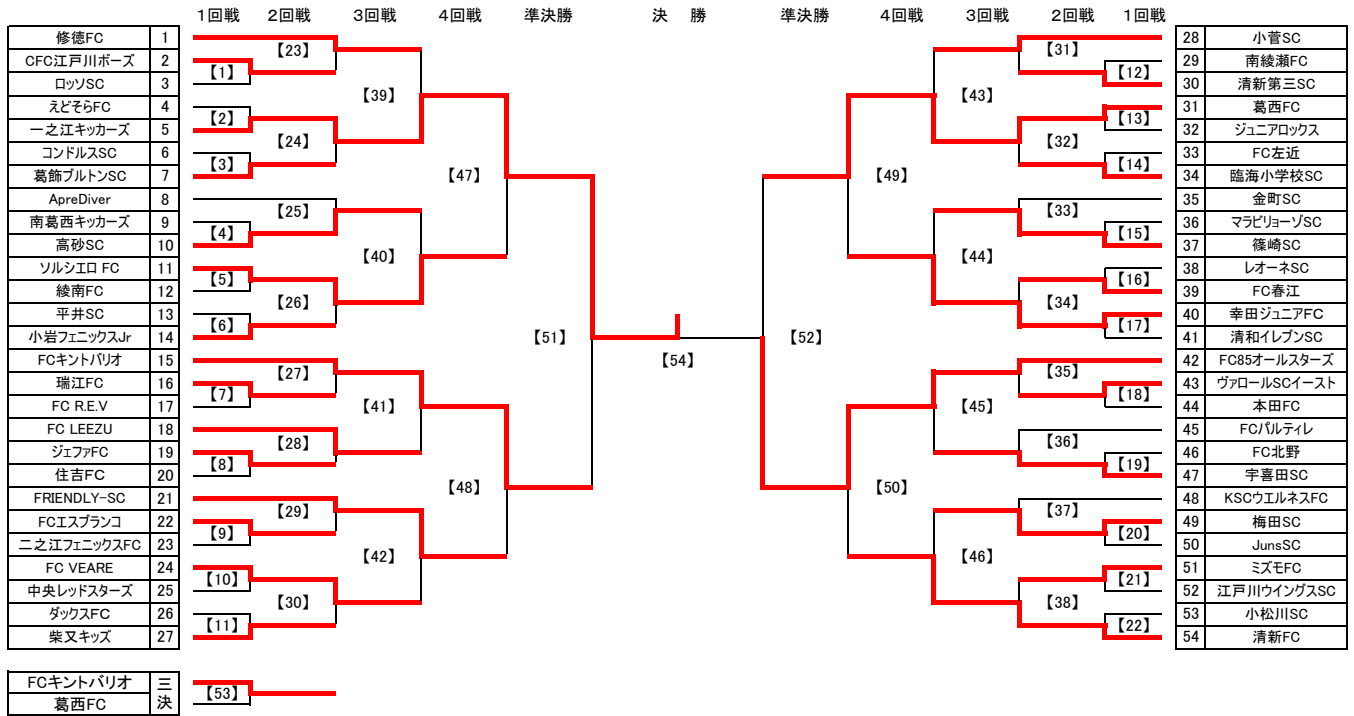 1回戦 2回戦 3回戦 4回戦 準決勝 決 勝 準決勝 4回戦 3回戦 2回戦 1回戦
修徳FC 1
CFC江戸川ボーズ 2
ロッソSC 3
えどそらFC 4
一之江キッカーズ 5
コンドルスSC 6
葛飾ブルトンSC 7
ApreDiver 8
南葛西キッカーズ 9
高砂SC 10
ソルシエロ FC 11
綾南FC 12
平井SC 13
小岩フェニックスJr 14
FCキントバリオ 15
瑞江FC 16
FC R.E.V 17
FC LEEZU 18
ジェファFC 19
住吉FC 20
FRIENDLY-SC 21
FCエスブランコ 22
二之江フェニックスFC 23
FC VEARE 24
中央レッドスターズ 25
ダックスFC 26
柴又キッズ 27
【1】
【2】
【3】
【4】
【5】
【6】
【7】
【8】
【9】
【10】
【11】
【23】
【24】
【25】
【26】
【27】
【28】
【29】
【30】
【39】
【40】
【41】
【42】
【47】
【48】
【51】
【54】
【52】
【49】
【50】
【43】
【44】
【45】
【46】
【31】
【32】
【33】
【34】
【35】
【36】
【37】
【38】
【12】
【13】
【14】
【15】
【16】
【17】
【18】
【19】
【20】
【21】
【22】
28 小菅SC
29 南綾瀬FC
30 清新第三SC
31 葛西FC
32 ジュニアロックス
33 FC左近
34 臨海小学校SC
35 金町SC
36 マラビリョーゾSC
37 篠崎SC
38 レオーネSC
39 FC春江
40 幸田ジュニアFC
41 清和イレブンSC
42 FC85オールスターズ
43 ヴァロールSCイースト
44 本田FC
45 FCパルティレ
46 FC北野
47 宇喜田SC
48 KSCウエルネスFC
49 梅田SC
50 JunsSC
51 ミズモFC
52 江戸川ウイングスSC
53 小松川SC
54 清新FC
FCキントバリオ
葛西FC
三決
【53】